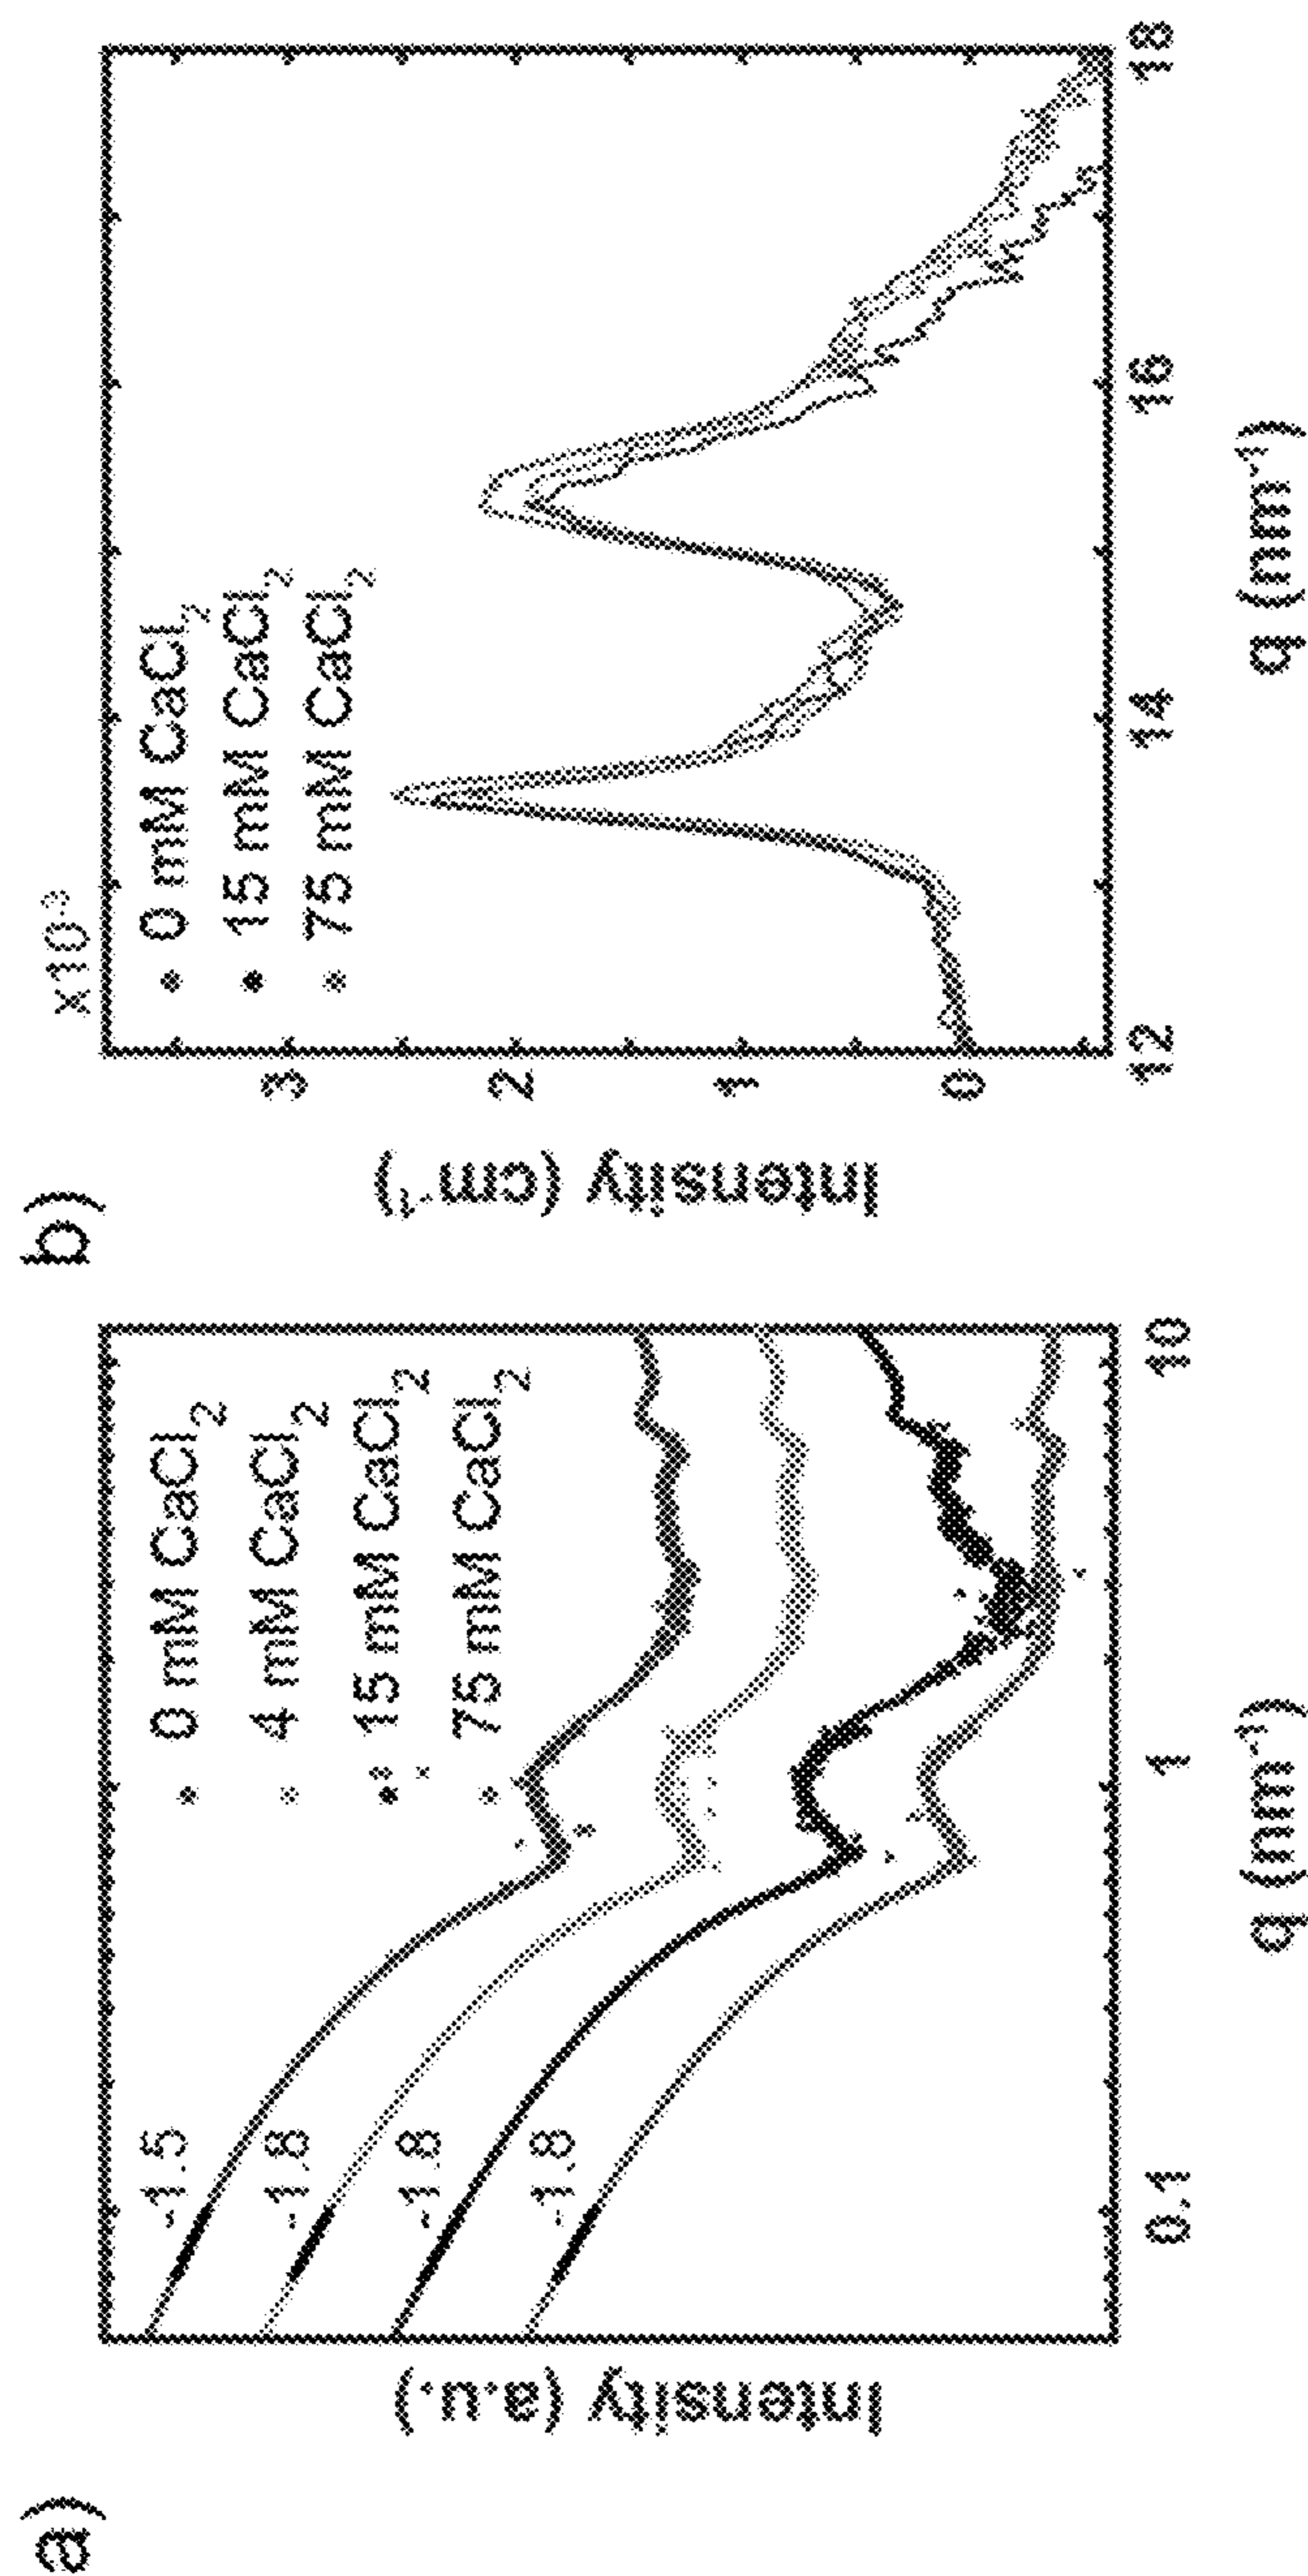 a)
Intensity (a.u.)
-1.5
-1.8
-1.8
-1.8
0 mM CaCl2
4 mM CaCl2
15 mM CaCl2
75 mM CaCl2
0.1
1
10
q (nm-1)
b)
x10-3
Intensity (cm-1)
3
2
1
0
0 mM CaCl2
15 mM CaCl2
75 mM CaCl2
12
14
16
18
q (nm-1)